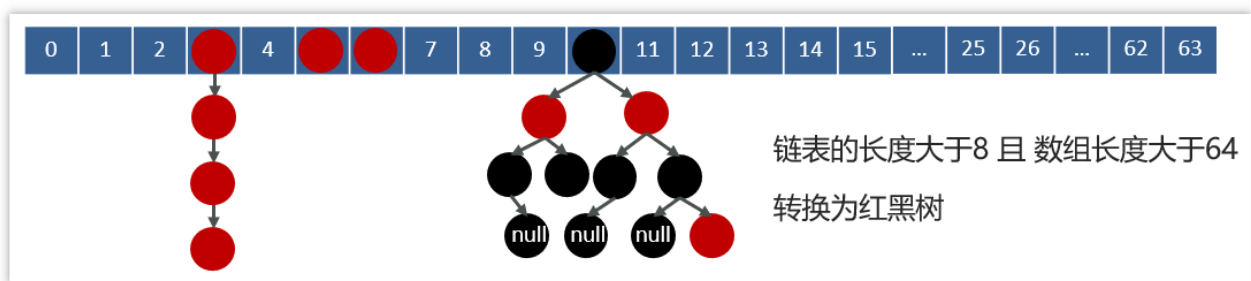 0 1 2 4 7 8 9 11 12 13 14 15 ... 25 26 ... 62 63
链表的长度大于8 且 数组长度大于64
转换为红黑树
null null null